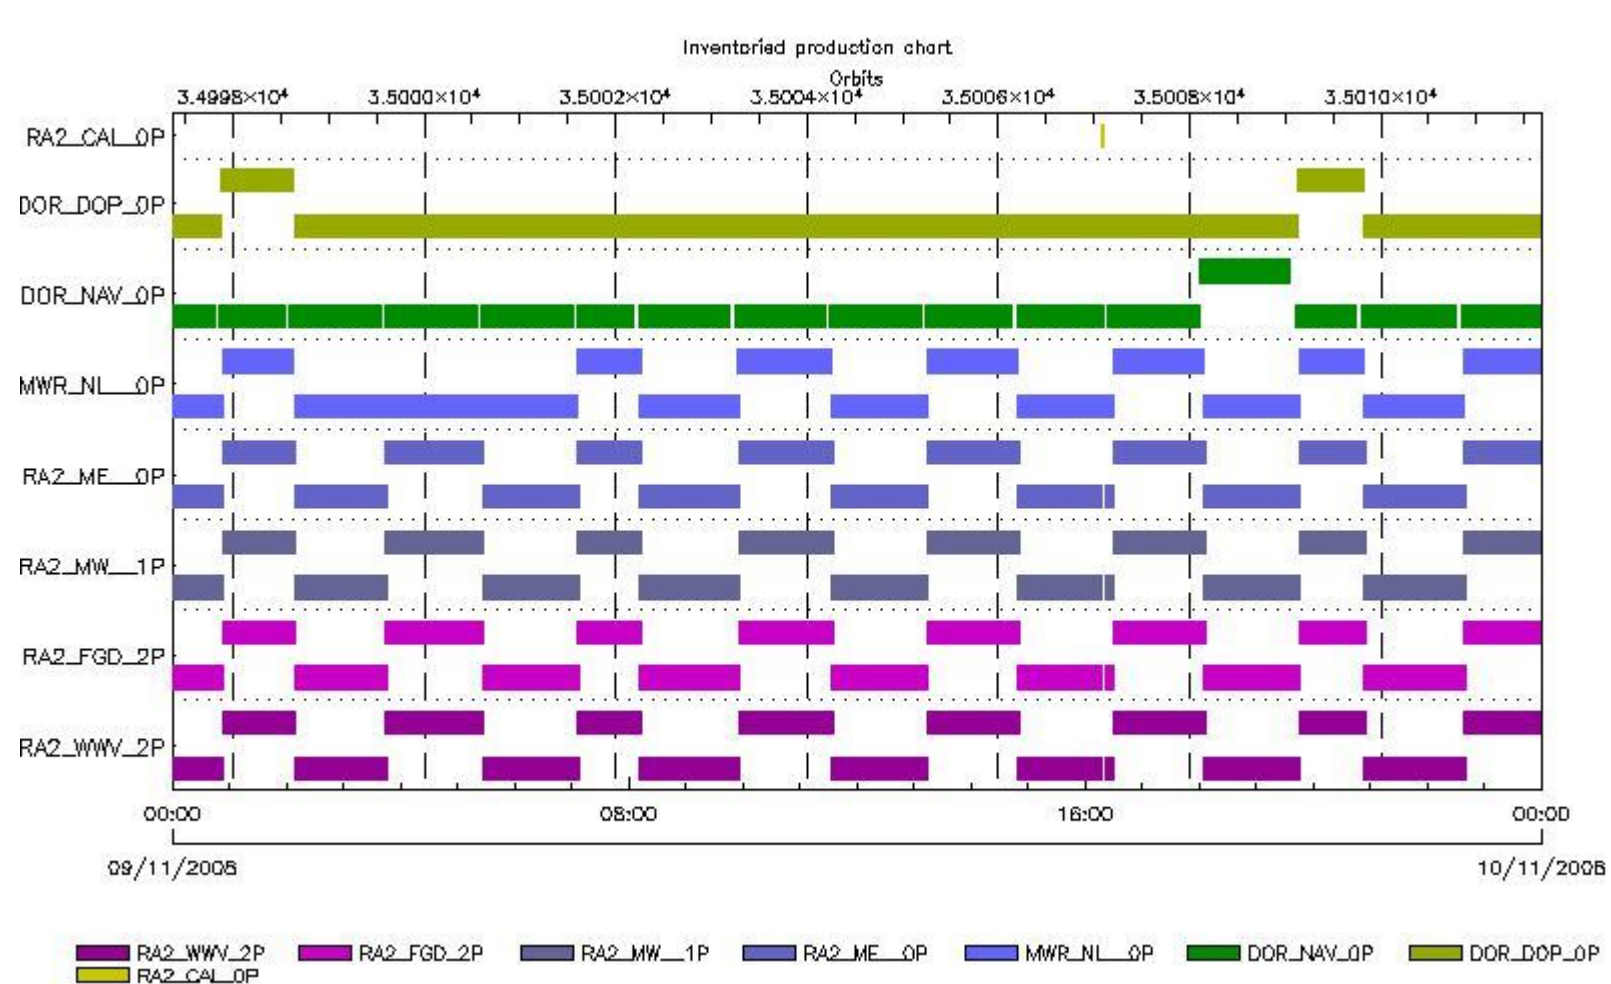 Inventoried production chart
Orbits
3.4998×10⁴ 3.5000×10⁴ 3.5002×10⁴ 3.5004×10⁴ 3.5006×10⁴ 3.5008×10⁴ 3.5010×10⁴
RA2_CAL_0P
DOR_DOP_0P
DOR_NAV_0P
MWR_NL__0P
RA2_ME__0P
RA2_MW__1P
RA2_FGD_2P
RA2_WWV_2P
00:00 08:00 16:00 00:00
09/11/2008 10/11/2008
RA2_WWV_2P RA2_FGD_2P RA2_MW__1P RA2_ME__0P MWR_NL__0P DOR_NAV_0P DOR_DOP_0P
RA2_CAL_0P